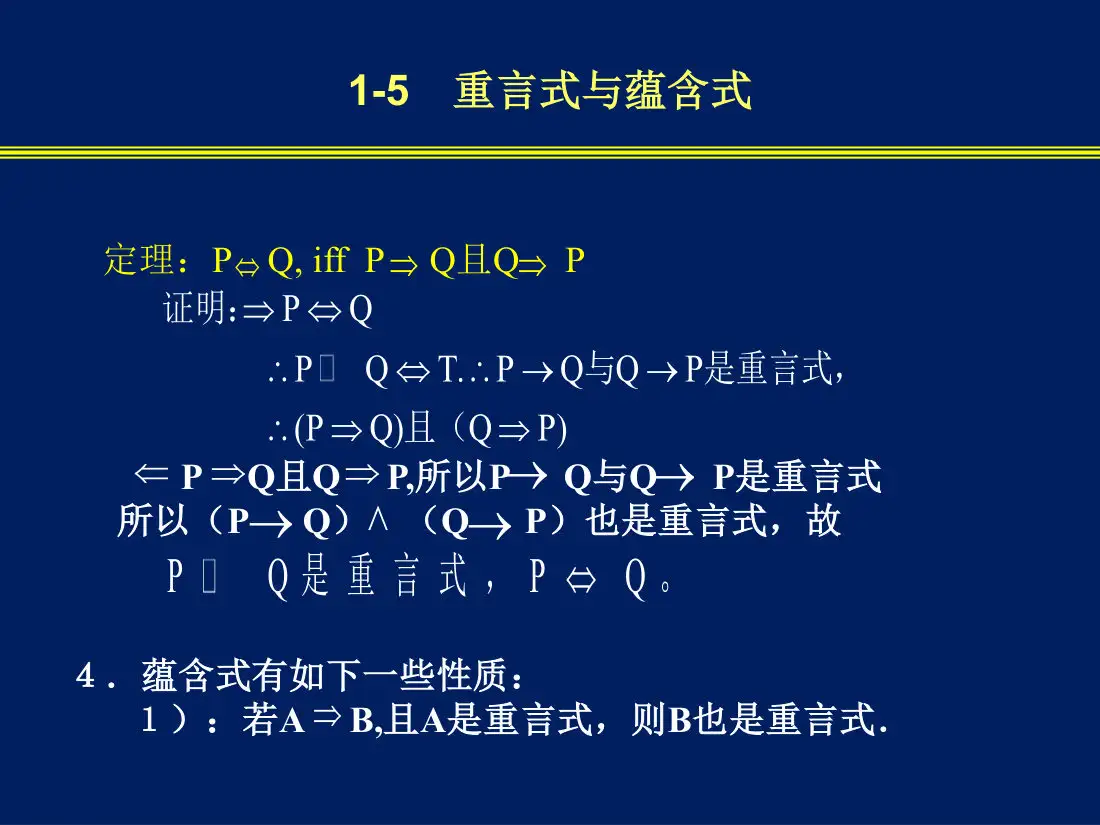 1-5 重言式与蕴含式
定理：P⇔Q, iff P⇒Q且Q⇒ P
证明:⇒P⇔Q
∴P Q⇔T.∴P→Q与Q→P是重言式，
∴(P⇒Q)且（Q⇒P)
⇐ P⇒Q且Q⇒P,所以P→ Q与Q→ P是重言式
所以（P→Q）∧（Q→ P）也是重言式，故
P Q是重言式，P ⇔ Q。
４．蕴含式有如下一些性质：
１）：若A⇒B,且A是重言式，则B也是重言式．